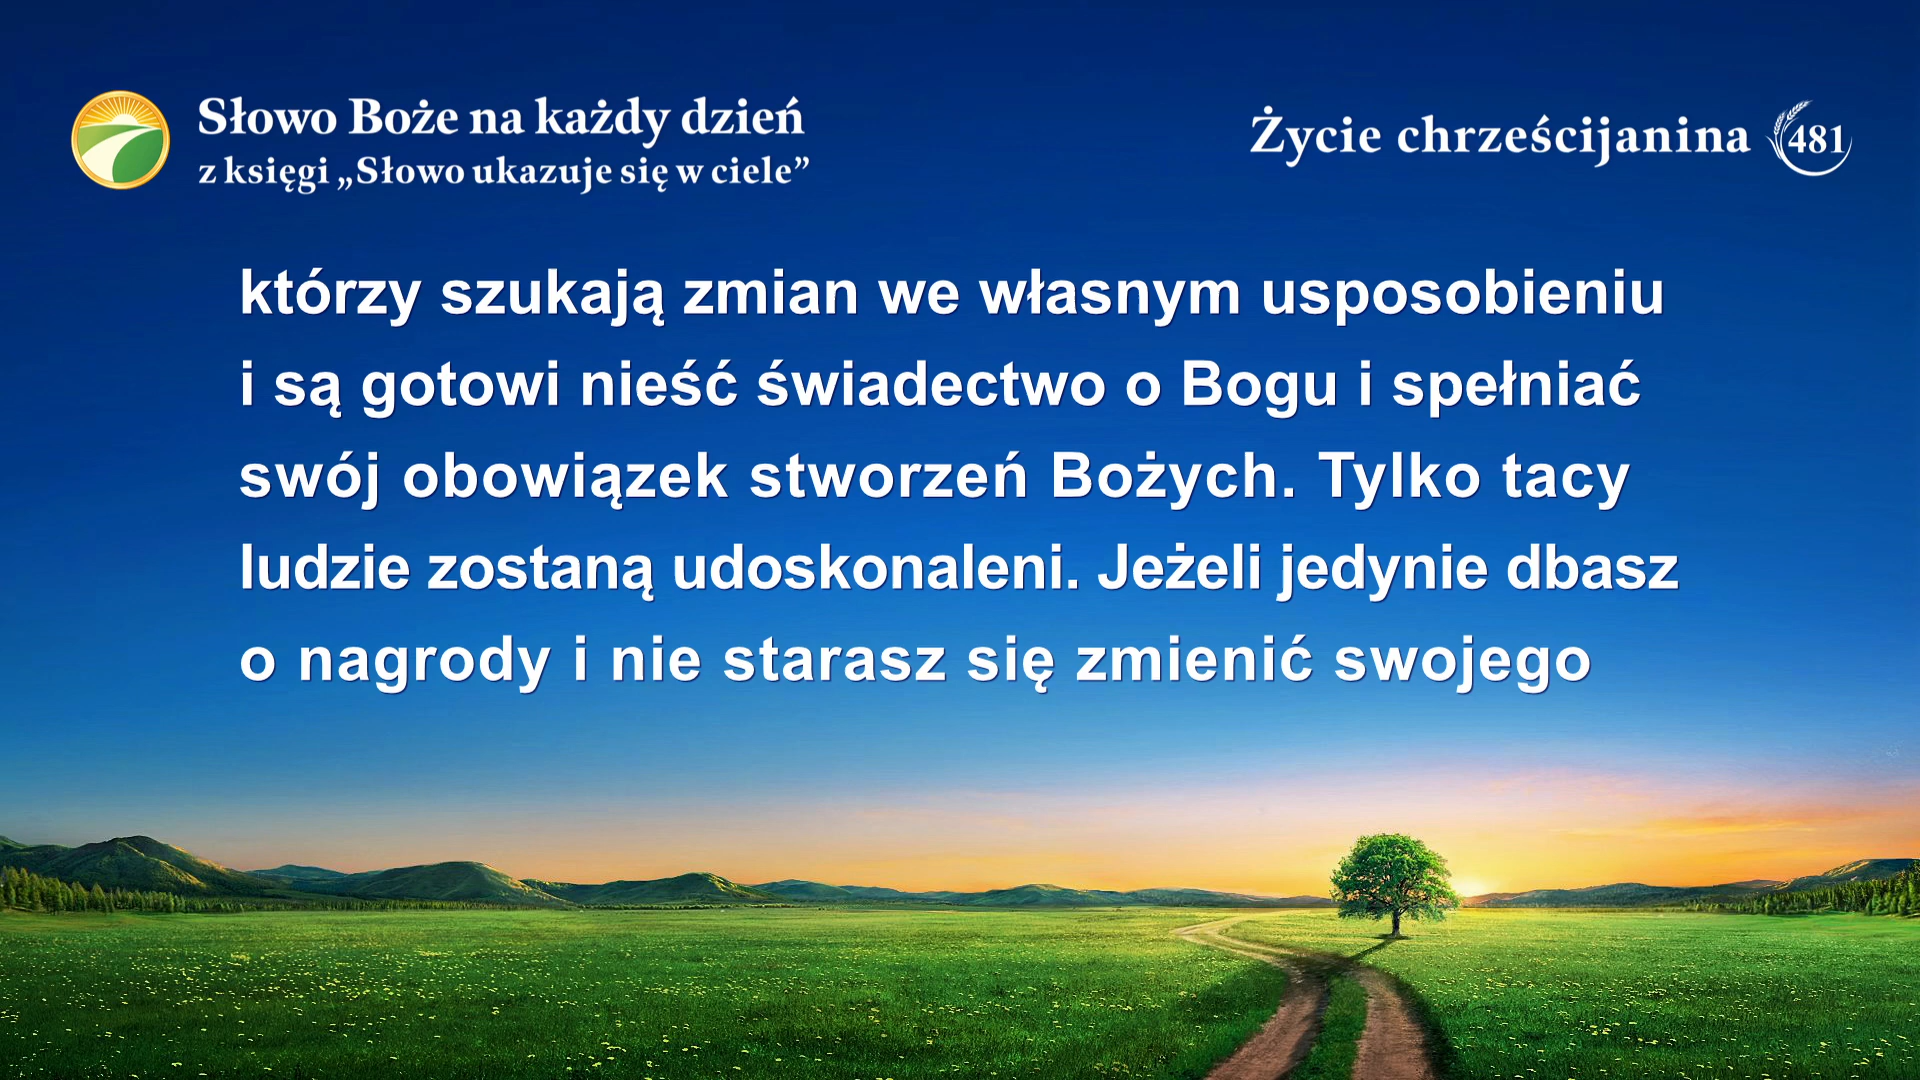 Słowo Boże na każdy dzień
z księgi „Słowo ukazuje się w ciele”
Życie chrześcijanina 481
którzy szukają zmian we własnym usposobieniu
i są gotowi nieść świadectwo o Bogu i spełniać
swój obowiązek stworzeń Bożych. Tylko tacy
ludzie zostaną udoskonaleni. Jeżeli jedynie dbasz
o nagrody i nie starasz się zmienić swojego